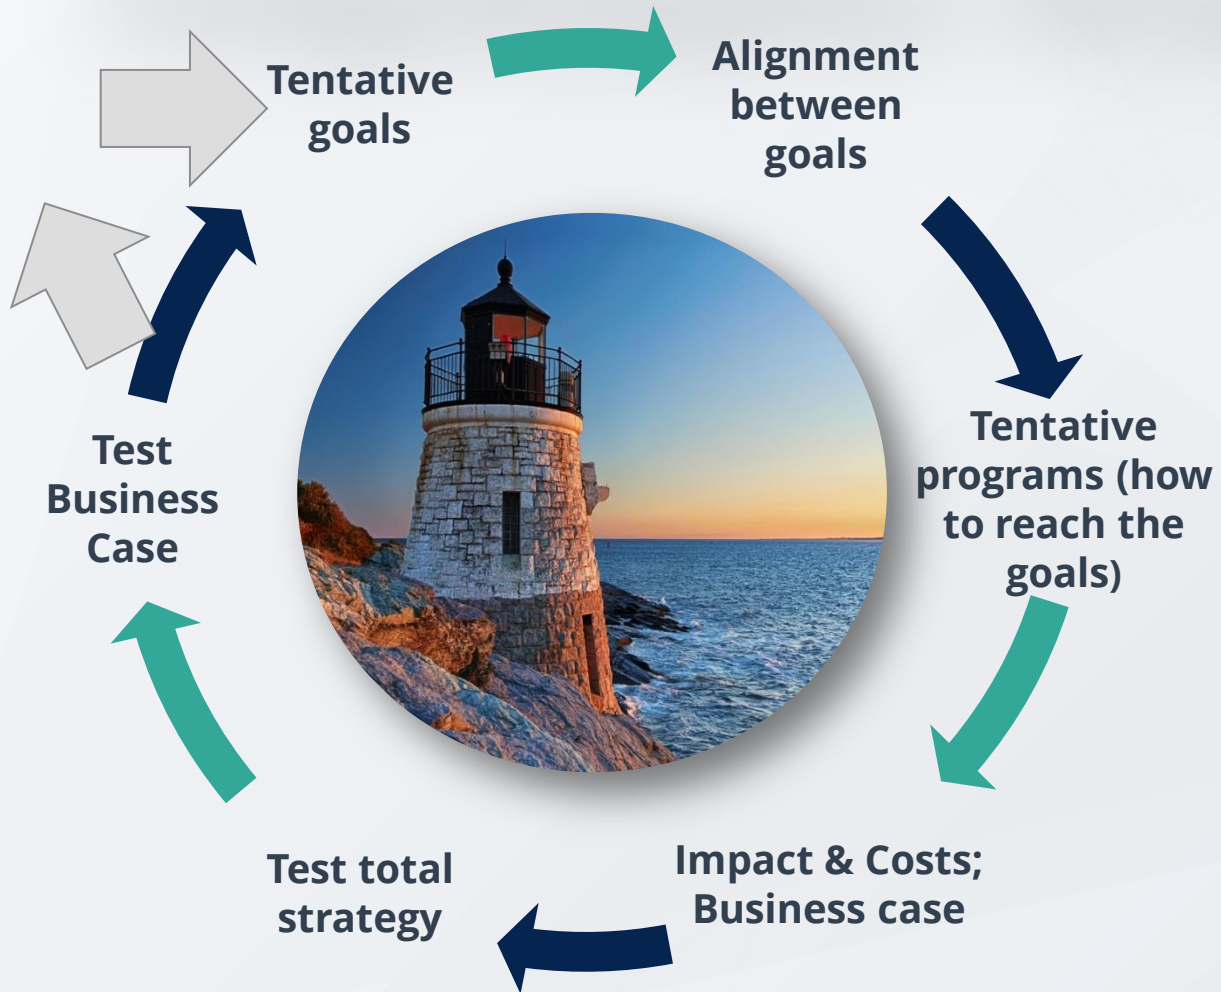 Tentative
goals
Alignment
between
goals
Tentative
programs (how
to reach the
goals)
Impact & Costs;
Business case
Test total
strategy
Test
Business
Case